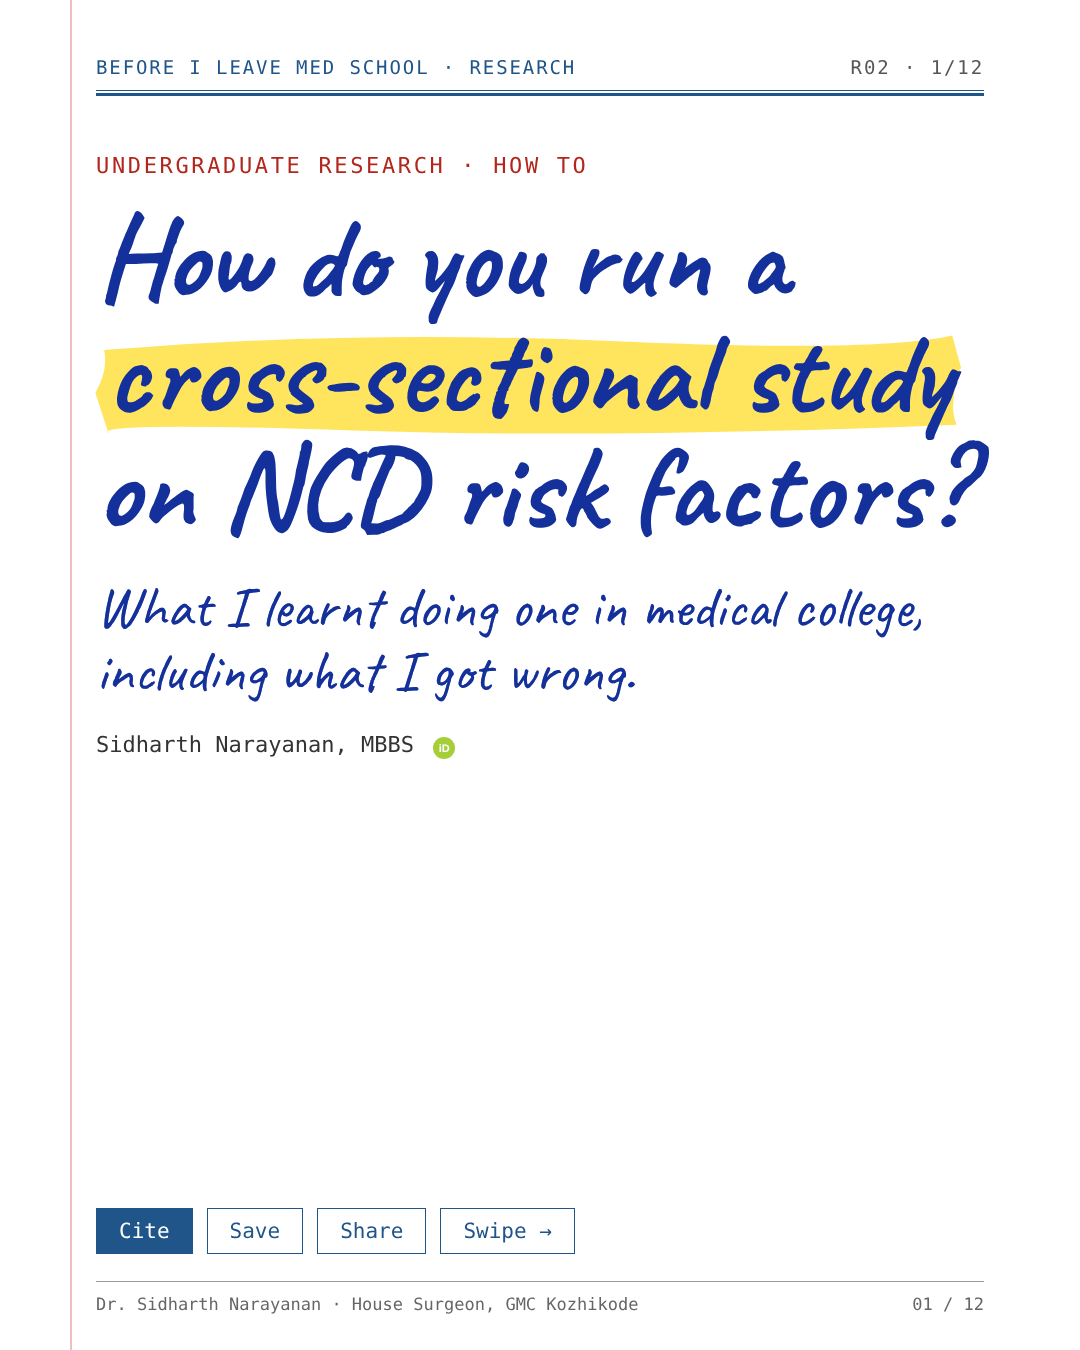 BEFORE I LEAVE MED SCHOOL · RESEARCH
R02 · 1/12
UNDERGRADUATE RESEARCH · HOW TO
How do you run a
cross-sectional study
on NCD risk factors?
What I learnt doing one in medical college,
including what I got wrong.
Sidharth Narayanan, MBBS iD
Cite Save Share Swipe →
Dr. Sidharth Narayanan · House Surgeon, GMC Kozhikode
01 / 12